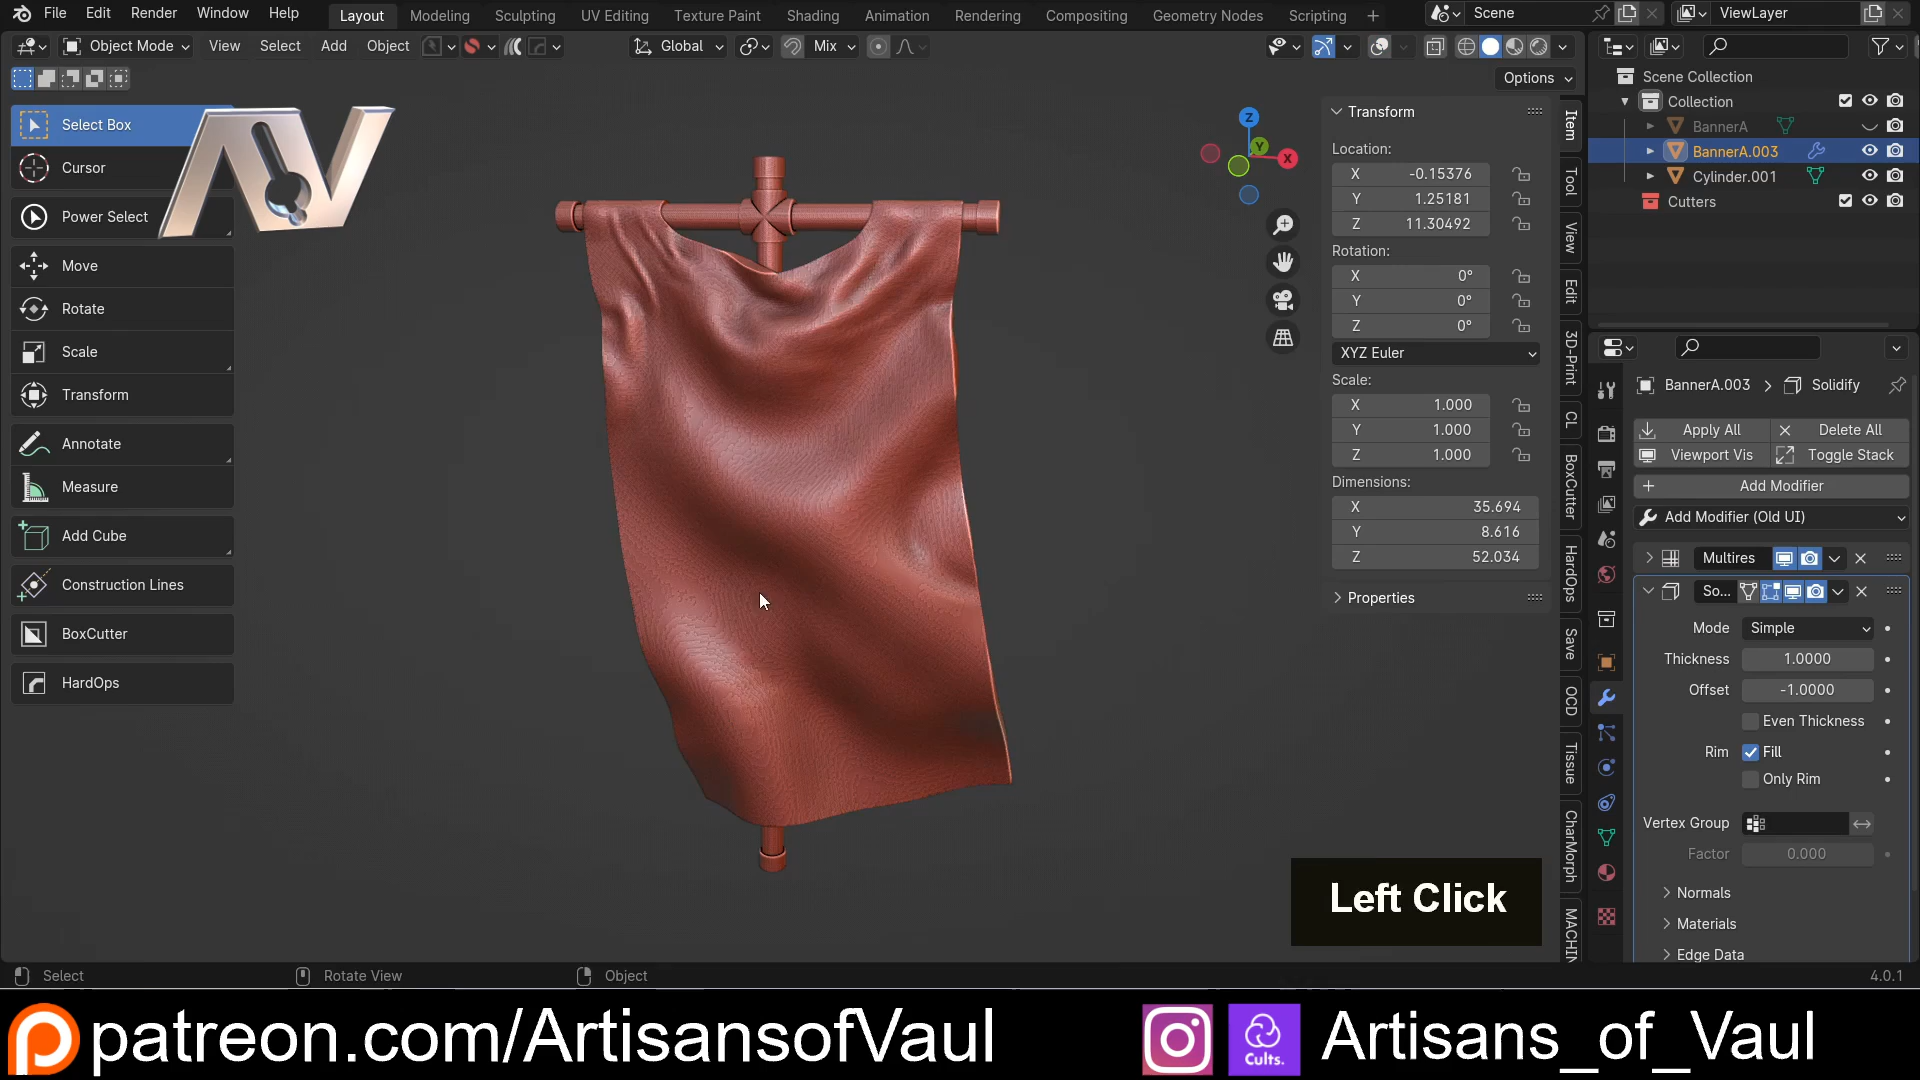 File Edit Render Window Help Layout Modeling Sculpting UV Editing Texture Paint Shading Animation Rendering Compositing Geometry Nodes Scripting + Scene ViewLayer
Object Mode View Select Add Object Global Mix
Options
Select Box
Cursor
Power Select
Move
Rotate
Scale
Transform
Annotate
Measure
Add Cube
Construction Lines
BoxCutter
HardOps
AV
Z
Y
X
Transform
Location:
X -0.15376
Y 1.25181
Z 11.30492
Rotation:
X 0°
Y 0°
Z 0°
XYZ Euler
Scale:
X 1.000
Y 1.000
Z 1.000
Dimensions:
X 35.694
Y 8.616
Z 52.034
Properties
Item
Tool
View
Edit
3D-Print
CL
BoxCutter
HardOps
Save
OCD
Tissue
CharMorph
MACHIN
Scene Collection
Collection
BannerA
BannerA.003
Cylinder.001
Cutters
BannerA.003 > Solidify
Apply All Delete All
Viewport Vis Toggle Stack
Add Modifier
Add Modifier (Old UI)
Multires
So...
Mode Simple
Thickness 1.0000
Offset -1.0000
Even Thickness
Rim Fill
Only Rim
Vertex Group
Factor 0.000
Normals
Materials
Edge Data
Left Click
Select Rotate View Object 4.0.1
patreon.com/ArtisansofVaul Cults. Artisans_of_Vaul